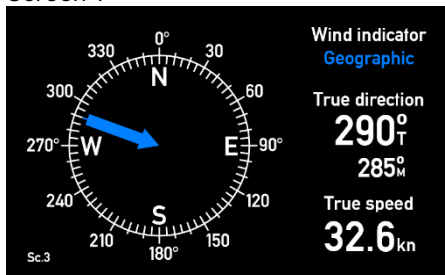 Screen 1
0°
330
30
N
300
60
270°
W
E
90°
240
120
S
210
150
180°
Sc.3
Wind indicator
Geographic
True direction
290°T
285°M
True speed
32.6kn